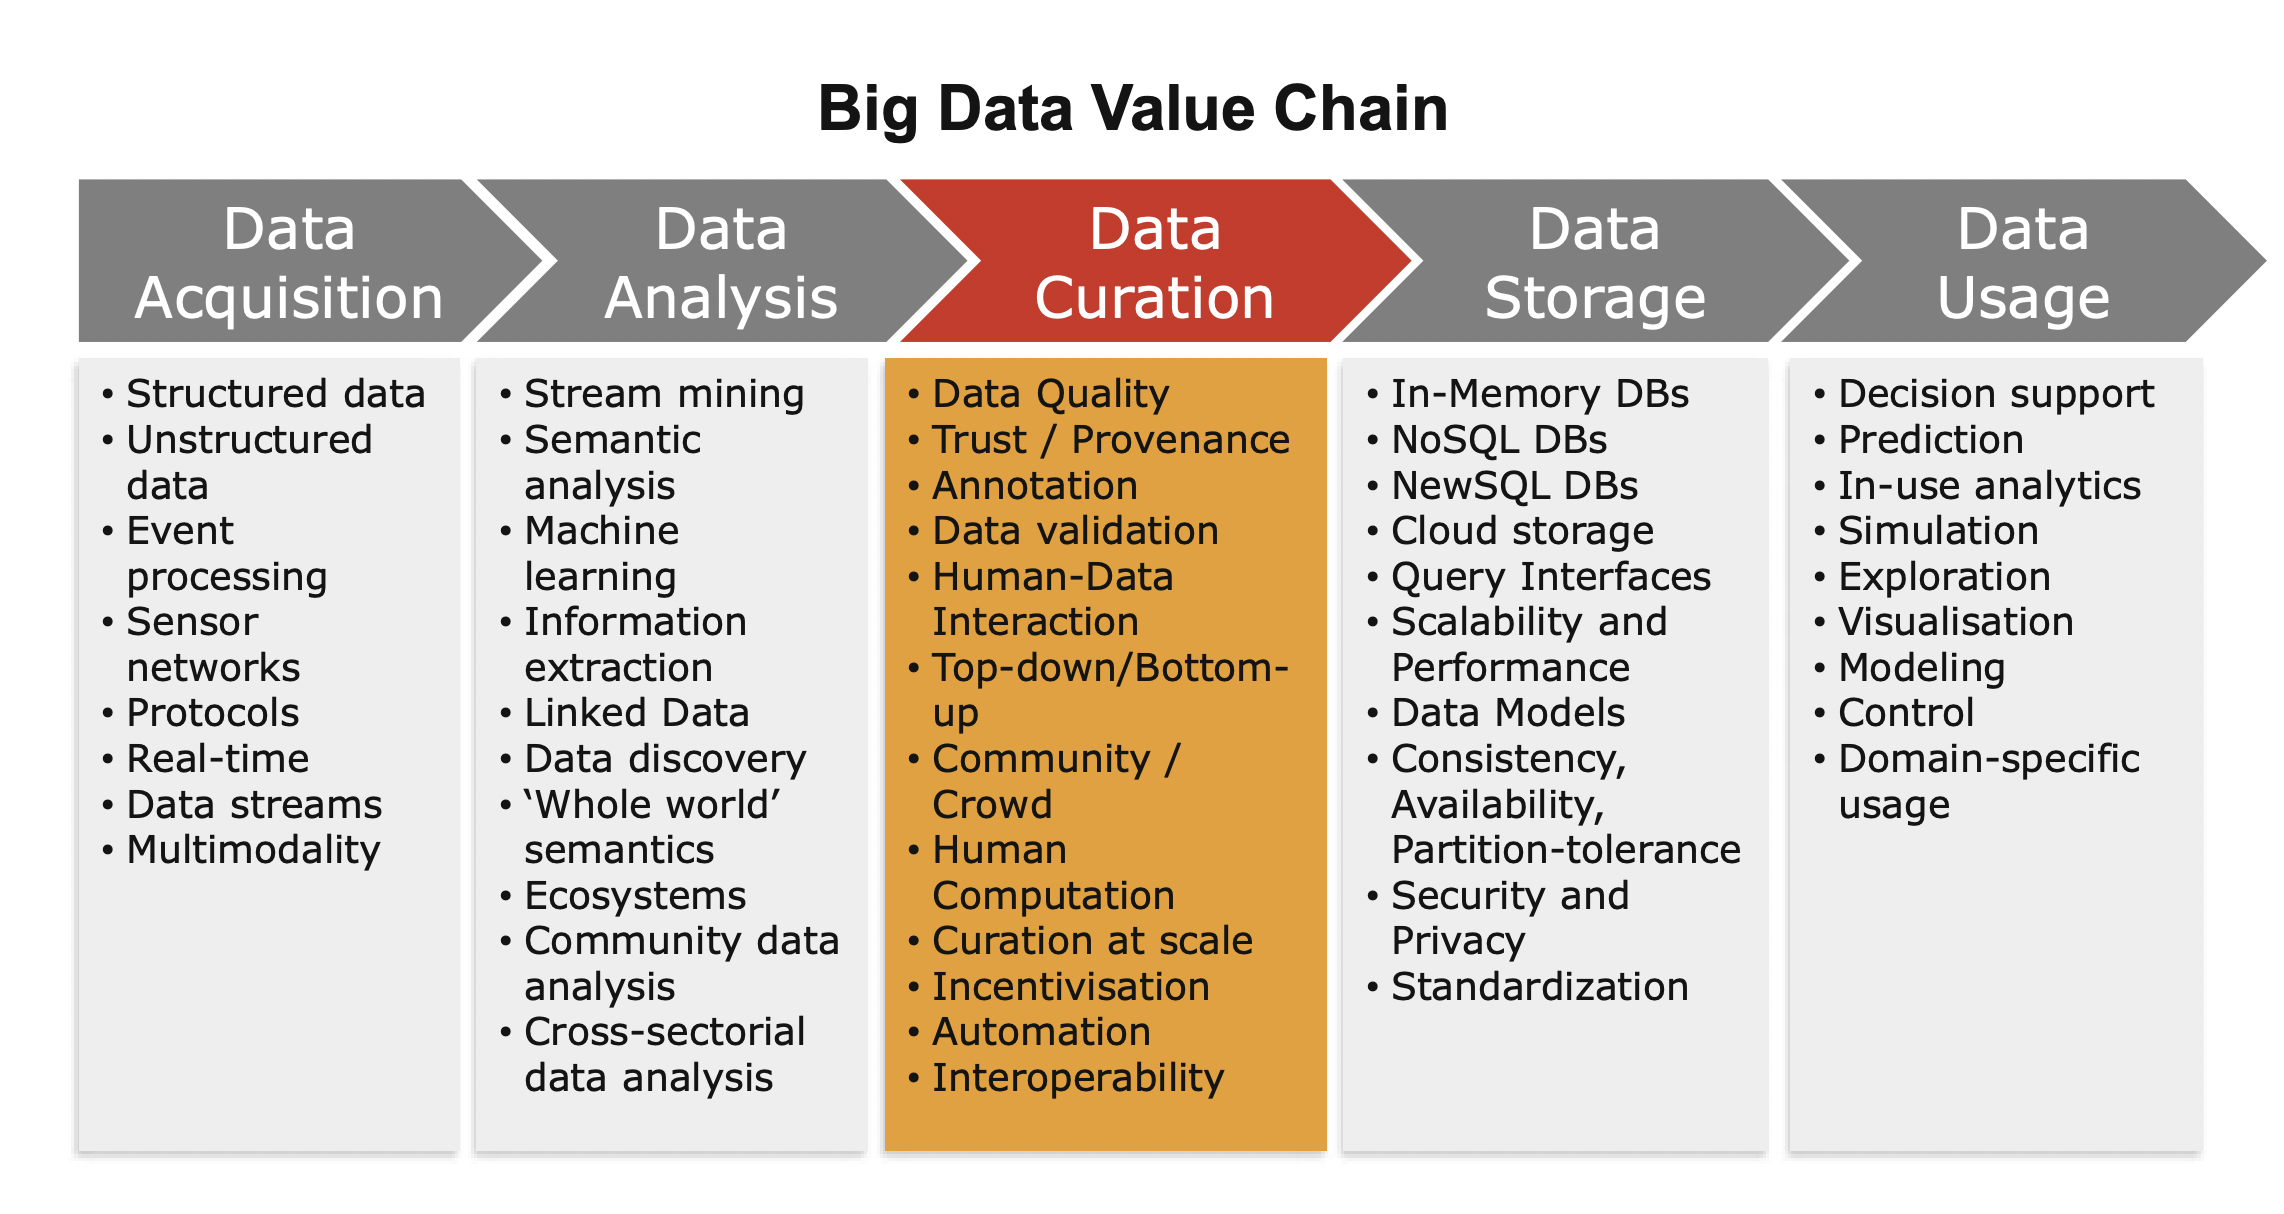 Big Data Value Chain
Data
Acquisition
Data
Analysis
Data
Curation
Data
Storage
Data
Usage
• Structured data
• Unstructured
data
• Event
processing
• Sensor
networks
• Protocols
• Real-time
• Data streams
• Multimodality
• Stream mining
• Semantic
analysis
• Machine
learning
• Information
extraction
• Linked Data
• Data discovery
• ‘Whole world’
semantics
• Ecosystems
• Community data
analysis
• Cross-sectorial
data analysis
• Data Quality
• Trust / Provenance
• Annotation
• Data validation
• Human-Data
Interaction
• Top-down/Bottom-
up
• Community /
Crowd
• Human
Computation
• Curation at scale
• Incentivisation
• Automation
• Interoperability
• In-Memory DBs
• NoSQL DBs
• NewSQL DBs
• Cloud storage
• Query Interfaces
• Scalability and
Performance
• Data Models
• Consistency,
Availability,
Partition-tolerance
• Security and
Privacy
• Standardization
• Decision support
• Prediction
• In-use analytics
• Simulation
• Exploration
• Visualisation
• Modeling
• Control
• Domain-specific
usage